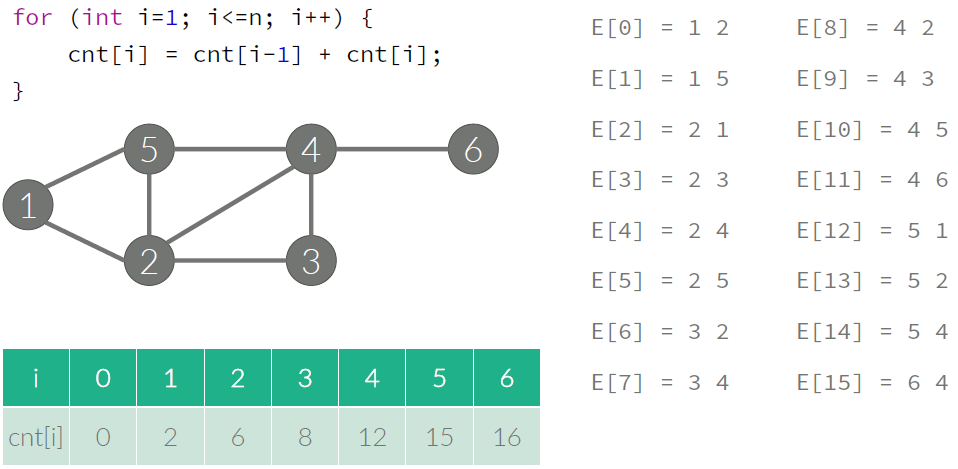 for (int i=1; i<=n; i++) {
cnt[i] = cnt[i-1] + cnt[i];
}
5
4
6
1
2
3
i 0 1 2 3 4 5 6
cnt[i] 0 2 6 8 12 15 16
E[0] = 1 2
E[1] = 1 5
E[2] = 2 1
E[3] = 2 3
E[4] = 2 4
E[5] = 2 5
E[6] = 3 2
E[7] = 3 4
E[8] = 4 2
E[9] = 4 3
E[10] = 4 5
E[11] = 4 6
E[12] = 5 1
E[13] = 5 2
E[14] = 5 4
E[15] = 6 4